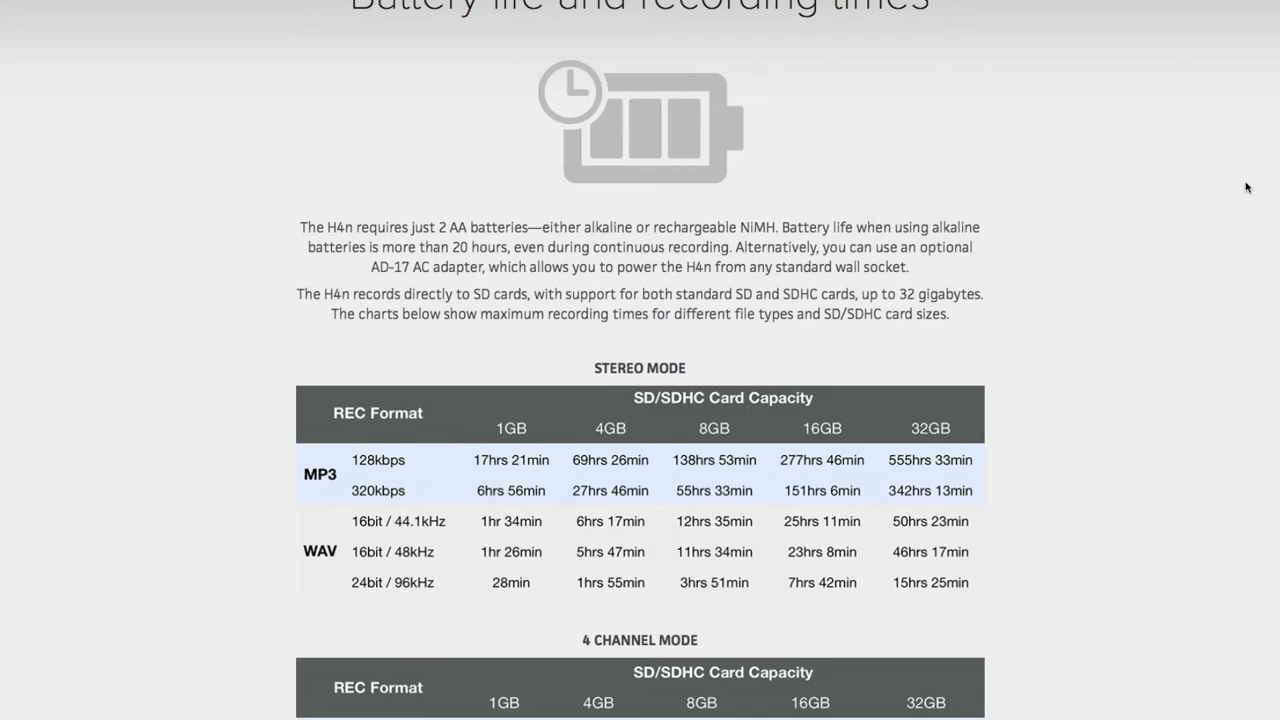 Battery life and recording times
The H4n requires just 2 AA batteries—either alkaline or rechargeable NiMH. Battery life when using alkaline
batteries is more than 20 hours, even during continuous recording. Alternatively, you can use an optional
AD-17 AC adapter, which allows you to power the H4n from any standard wall socket.
The H4n records directly to SD cards, with support for both standard SD and SDHC cards, up to 32 gigabytes.
The charts below show maximum recording times for different file types and SD/SDHC card sizes.
STEREO MODE
REC Format SD/SDHC Card Capacity
1GB 4GB 8GB 16GB 32GB
MP3 128kbps 17hrs 21min 69hrs 26min 138hrs 53min 277hrs 46min 555hrs 33min
320kbps 6hrs 56min 27hrs 46min 55hrs 33min 151hrs 6min 342hrs 13min
16bit / 44.1kHz 1hr 34min 6hrs 17min 12hrs 35min 25hrs 11min 50hrs 23min
WAV 16bit / 48kHz 1hr 26min 5hrs 47min 11hrs 34min 23hrs 8min 46hrs 17min
24bit / 96kHz 28min 1hrs 55min 3hrs 51min 7hrs 42min 15hrs 25min
4 CHANNEL MODE
REC Format SD/SDHC Card Capacity
1GB 4GB 8GB 16GB 32GB